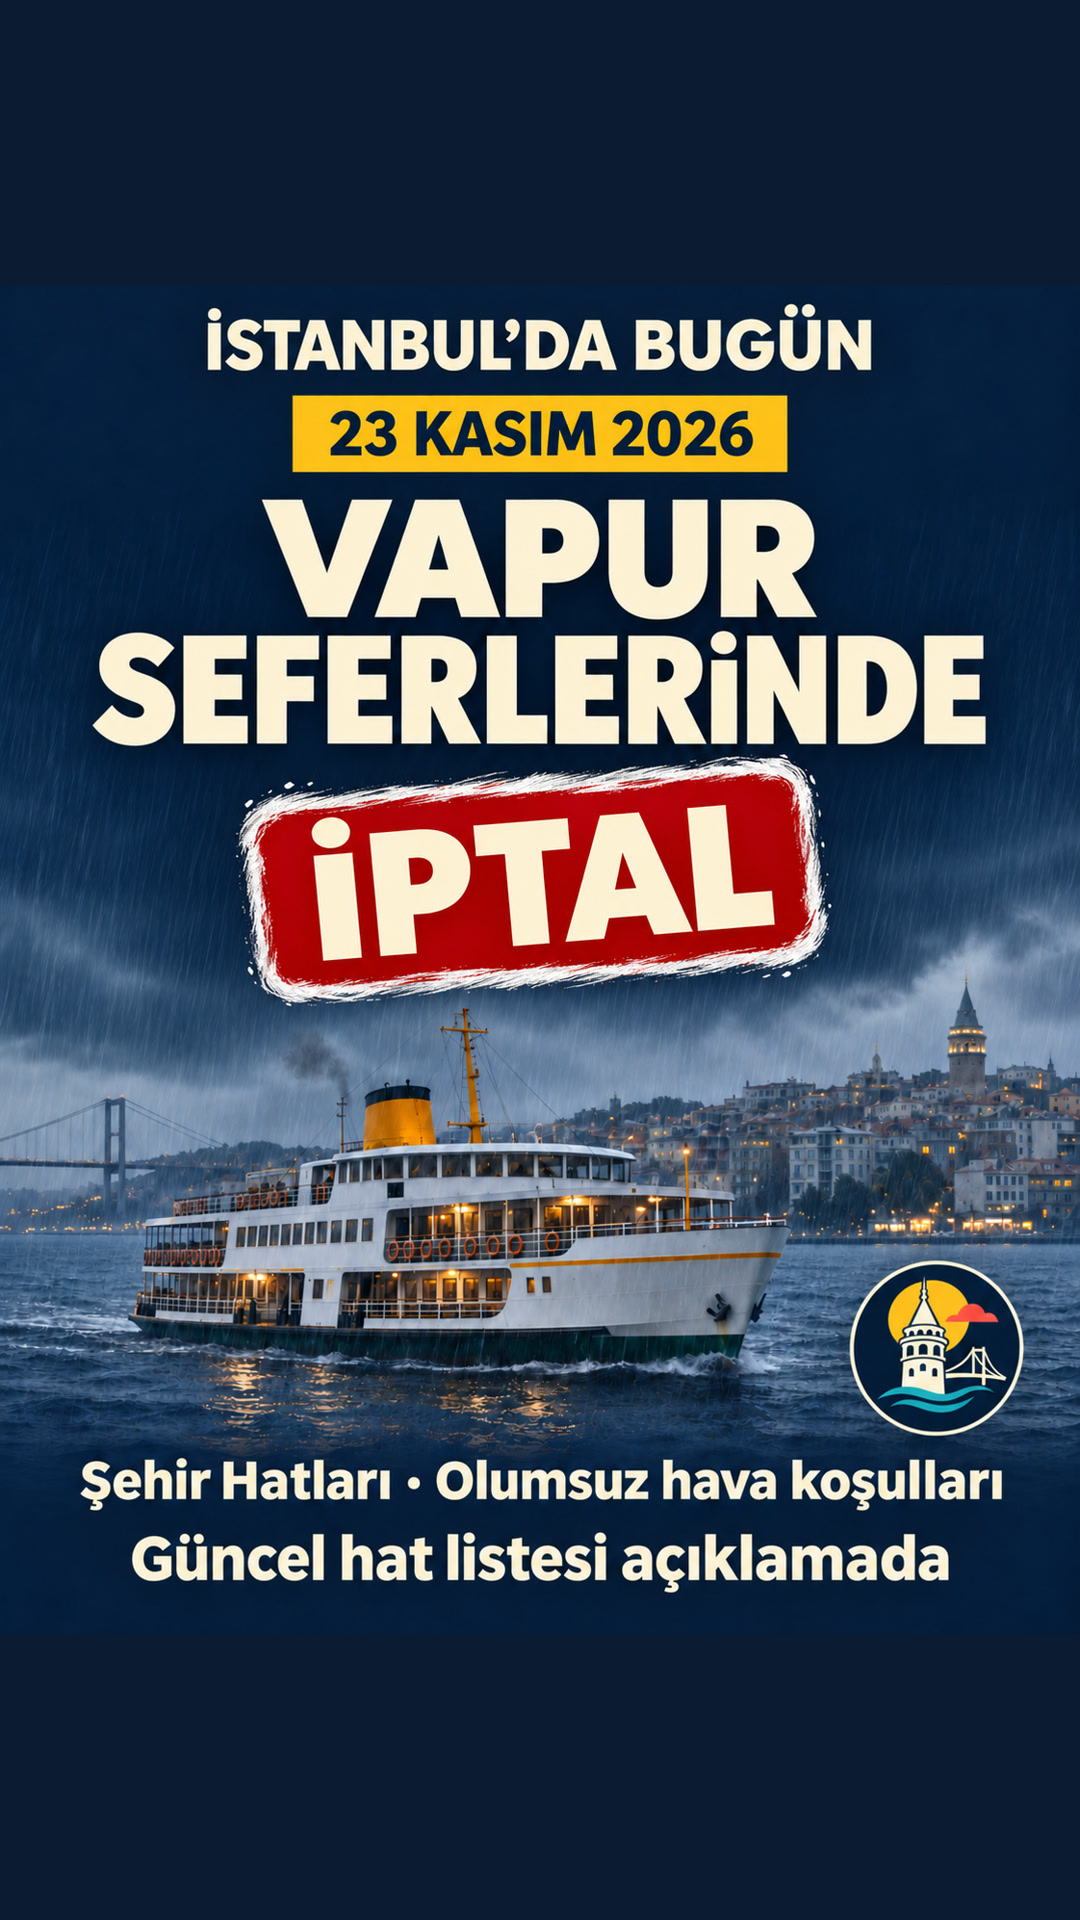 İSTANBUL'DA BUGÜN
23 KASIM 2026
VAPUR
SEFERLERİNDE
İPTAL
Şehir Hatları • Olumsuz hava koşulları
Güncel hat listesi açıklamada